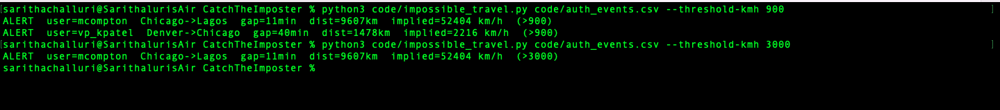 [sarithachalluri@SarithalurisAir CatchTheImposter % python3 code/impossible_travel.py code/auth_events.csv --threshold-kmh 900 ]
ALERT  user=mcompton  Chicago->Lagos  gap=11min  dist=9607km  implied=52404 km/h  (>900)
ALERT  user=vp_kpatel  Denver->Chicago  gap=40min  dist=1478km  implied=2216 km/h  (>900)
[sarithachalluri@SarithalurisAir CatchTheImposter % python3 code/impossible_travel.py code/auth_events.csv --threshold-kmh 3000 ]
ALERT  user=mcompton  Chicago->Lagos  gap=11min  dist=9607km  implied=52404 km/h  (>3000)
sarithachalluri@SarithalurisAir CatchTheImposter %